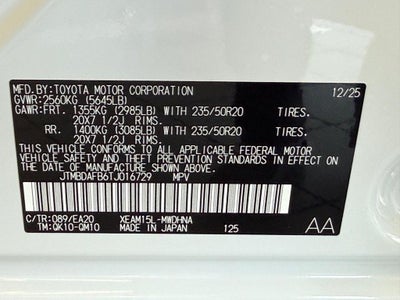 MFD.BY:TOYOTA MOTOR CORPORATION 12/25
GVWR:2560KG (5645LB)
GAWR:FRT. 1355KG (2985LB) WITH 235/50R20 TIRES.
20X7 1/2J RIMS.
RR. 1400KG (3085LB) WITH 235/50R20 TIRES.
20X7 1/2J RIMS.
THIS VEHICLE CONFORMS TO ALL APPLICABLE FEDERAL MOTOR
VEHICLE SAFETY AND THEFT PREVENTION STANDARDS IN EFFECT ON
THE DATE OF MANUFACTURE SHOWN ABOVE.
JTMBDAFB6TJ016729 MPV
C/TR:089/EA20 XEAM15L-MWDHNA AA
TM:QK10-QM10 MADE IN JAPAN 125